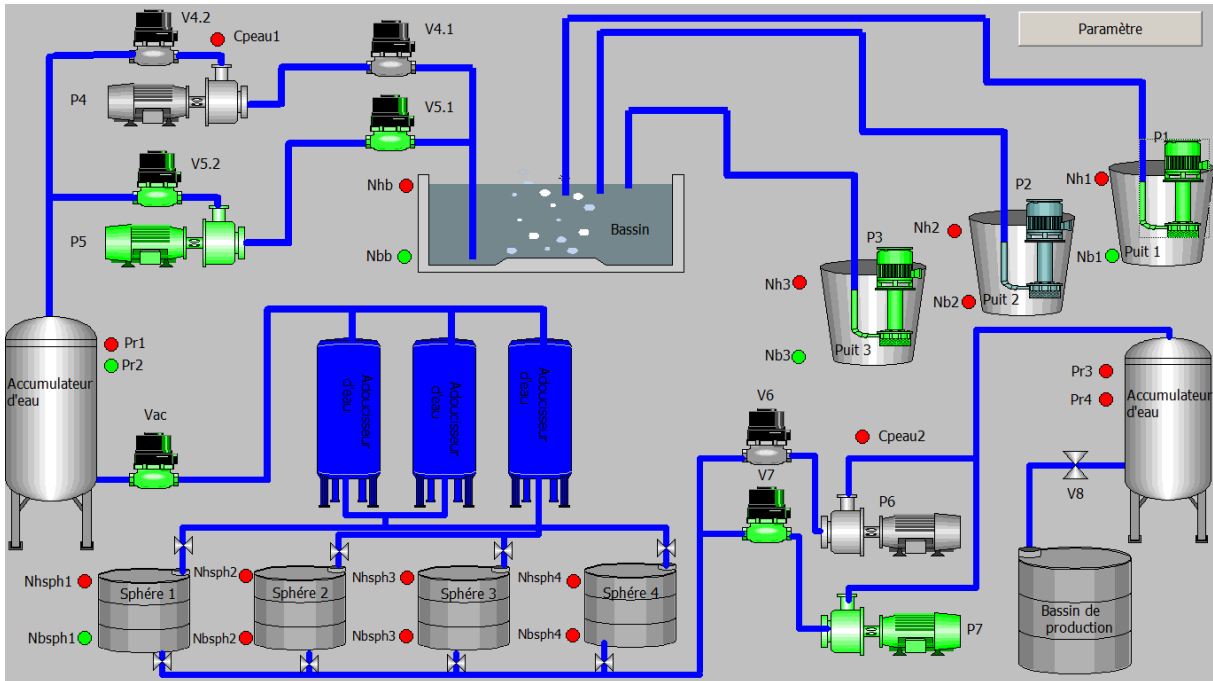 V4.2
Cpeau1
V4.1
Paramètre
P4
V5.1
V5.2
P5
Nhb
Nbb
Bassin
P1
Nh1
Nb1
Puit 1
P2
Nh2
Nb2
Puit 2
P3
Nh3
Nb3
Puit 3
Pr1
Pr2
Accumulateur
d'eau
Vac
Adoucisseur
d'eau
Adoucisseur
d'eau
Adoucisseur
d'eau
Pr3
Pr4
Accumulateur
d'eau
V6
Cpeau2
V7
V8
P6
P7
Nhsph1
Sphére 1
Nbsph1
Nhsph2
Sphére 2
Nbsph2
Nhsph3
Sphére 3
Nbsph3
Nhsph4
Sphére 4
Nbsph4
Bassin de
production